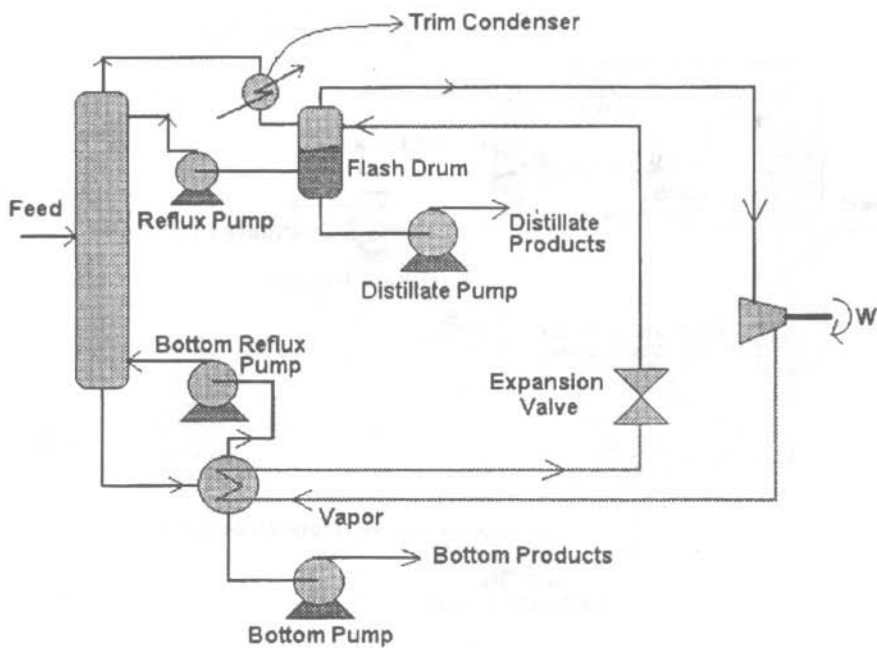 Trim Condenser
Flash Drum
Feed
Reflux Pump
Distillate
Products
Distillate Pump
W
Bottom Reflux
Pump
Expansion
Valve
Vapor
Bottom Products
Bottom Pump